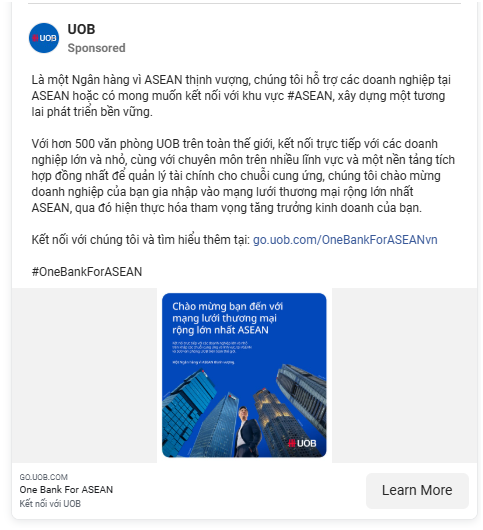 UOB
UOB
Sponsored
Là một Ngân hàng vì ASEAN thịnh vượng, chúng tôi hỗ trợ các doanh nghiệp tại
ASEAN hoặc có mong muốn kết nối với khu vực #ASEAN, xây dựng một tương
lai phát triển bền vững.
Với hơn 500 văn phòng UOB trên toàn thế giới, kết nối trực tiếp với các doanh
nghiệp lớn và nhỏ, cùng với chuyên môn trên nhiều lĩnh vực và một nền tảng tích
hợp đồng nhất để quản lý tài chính cho chuỗi cung ứng, chúng tôi chào mừng
doanh nghiệp của bạn gia nhập vào mạng lưới thương mại rộng lớn nhất
ASEAN, qua đó hiện thực hóa tham vọng tăng trưởng kinh doanh của bạn.
Kết nối với chúng tôi và tìm hiểu thêm tại: go.uob.com/OneBankForASEANvn
#OneBankForASEAN
Chào mừng bạn đến với
mạng lưới thương mại
rộng lớn nhất ASEAN
Một Ngân hàng vì ASEAN thịnh vượng
UOB
GO.UOB.COM
One Bank For ASEAN
Kết nối với UOB
Learn More